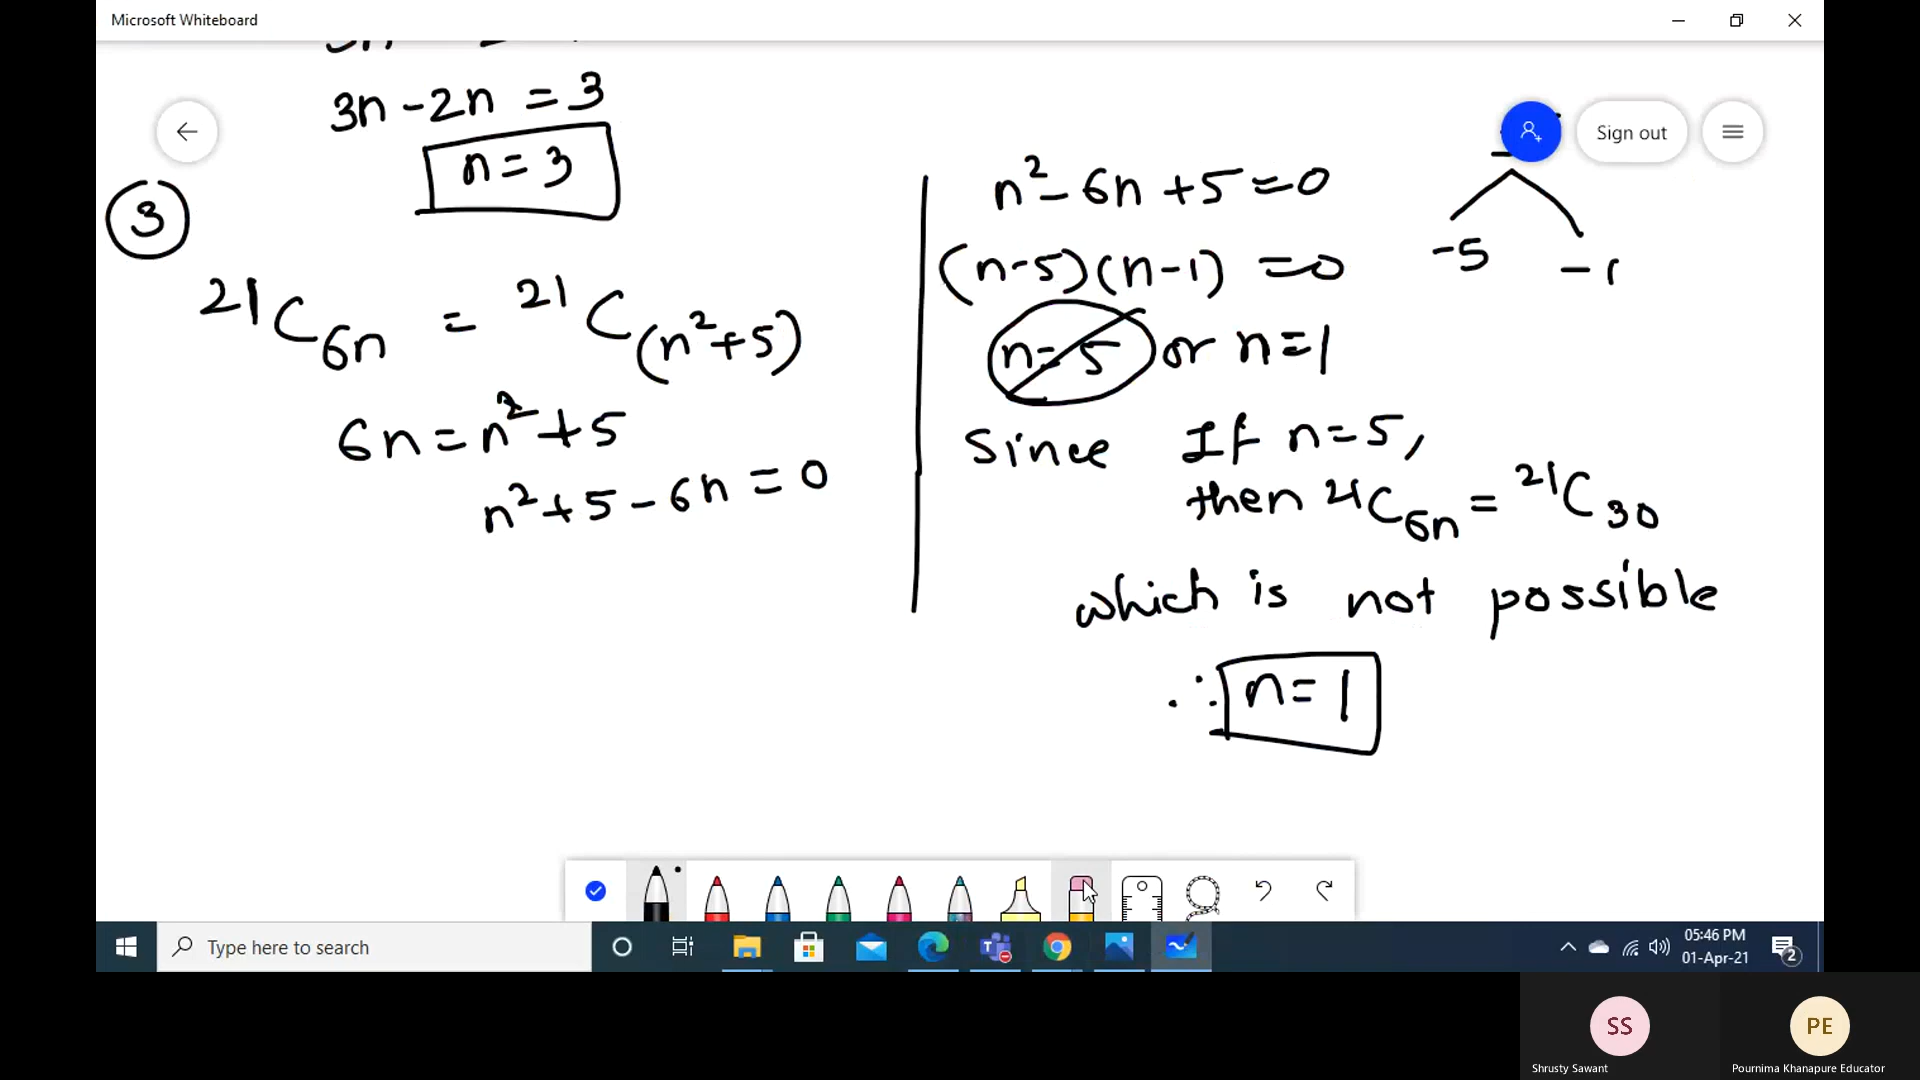 Microsoft Whiteboard
3n - 2n = 3
n = 3
Sign out
3
²¹C₆ₙ = ²¹C₍ₙ²₊₅₎
6n = n² + 5
n² + 5 - 6n = 0
n² - 6n + 5 = 0
-5 -1
(n-5)(n-1) = 0
n = 5 or n = 1
Since If n = 5,
then ²¹C₆ₙ = ²¹C₃₀
which is not possible
∴ n = 1
Type here to search
05:46 PM
01-Apr-21
2
SS
PE
Shrusty Sawant
Pournima Khanapure Educator